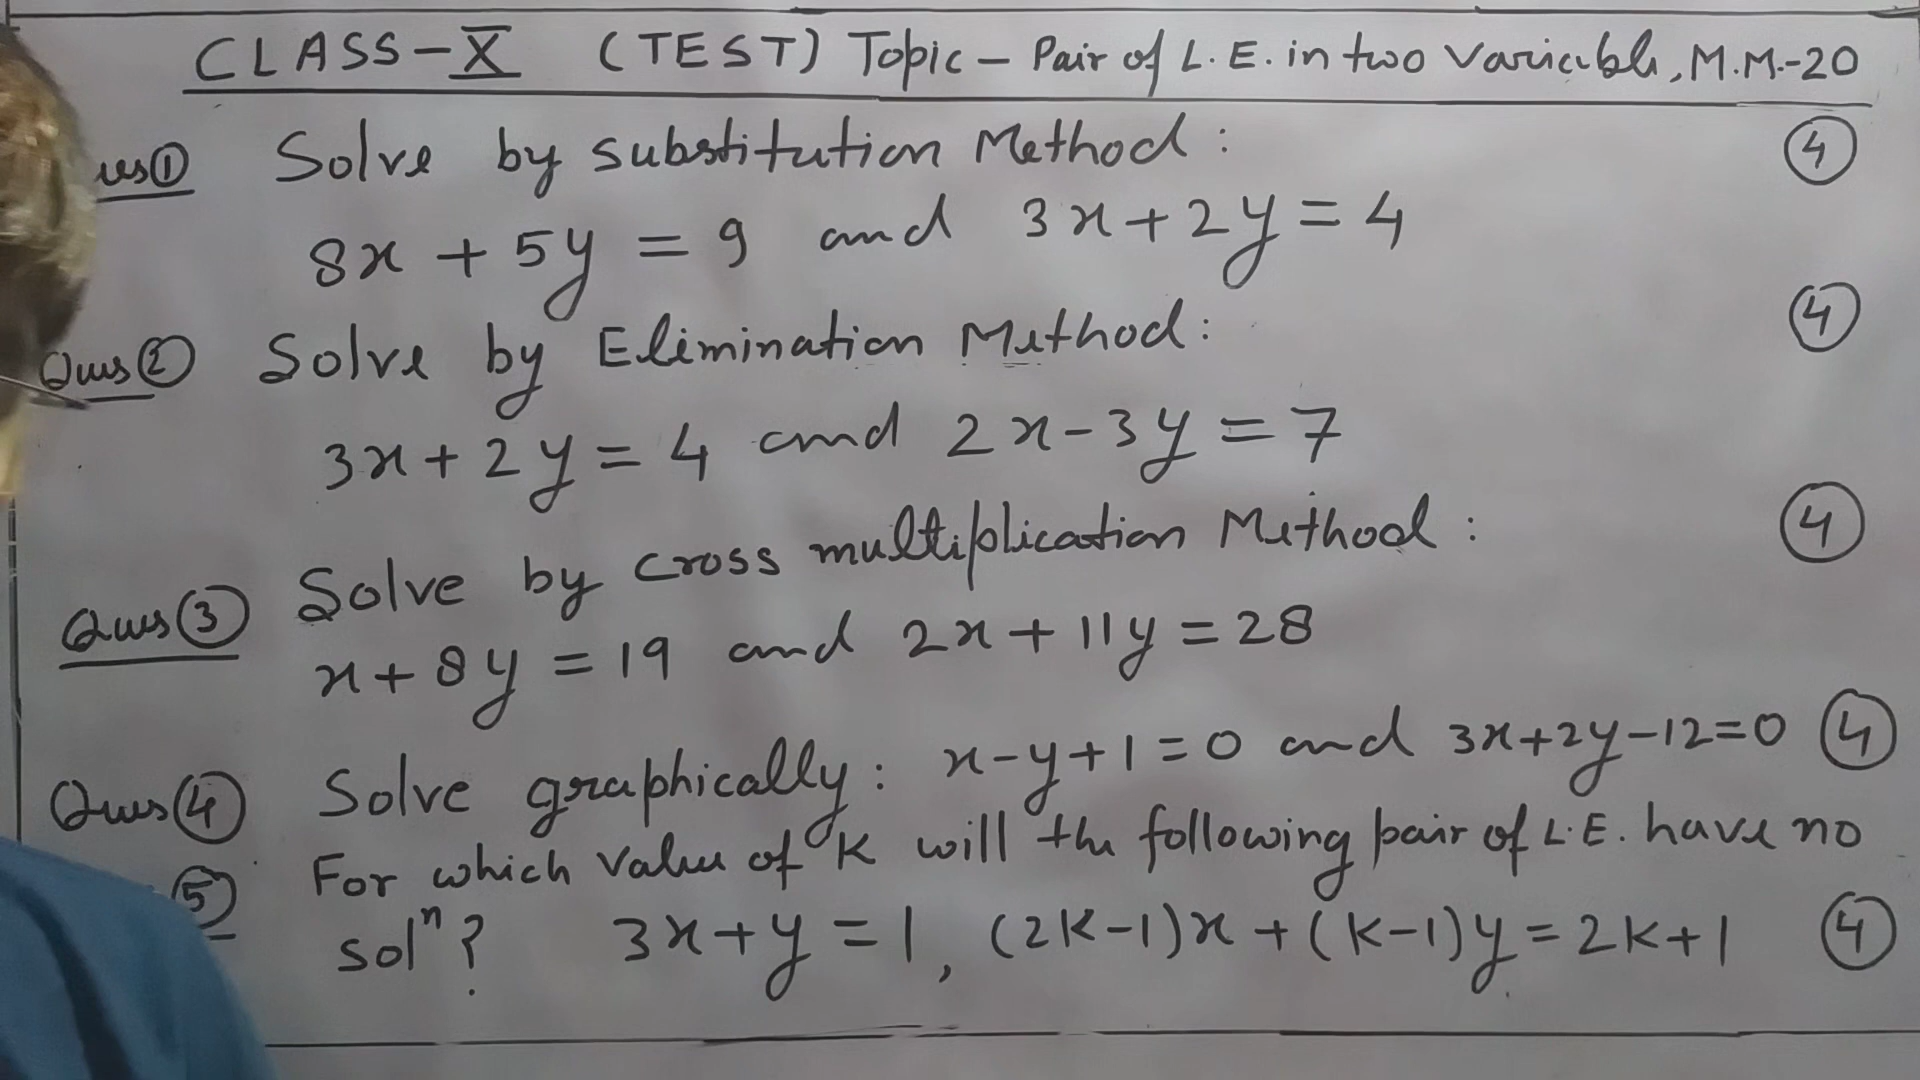 CLASS-X (TEST) Topic - Pair of L.E. in two Variable, M.M.-20
ues① Solve by substitution Method: ④
8x + 5y = 9 and 3x + 2y = 4
Ques② Solve by Elimination Method: ④
3x + 2y = 4 and 2x - 3y = 7
Ques③ Solve by cross multiplication Method: ④
x + 8y = 19 and 2x + 11y = 28
Ques④ Solve graphically: x - y + 1 = 0 and 3x + 2y - 12 = 0 ④
⑤ For which value of K will the following pair of L.E. have no
solⁿ? 3x + y = 1, (2K-1)x + (K-1)y = 2K+1 ④